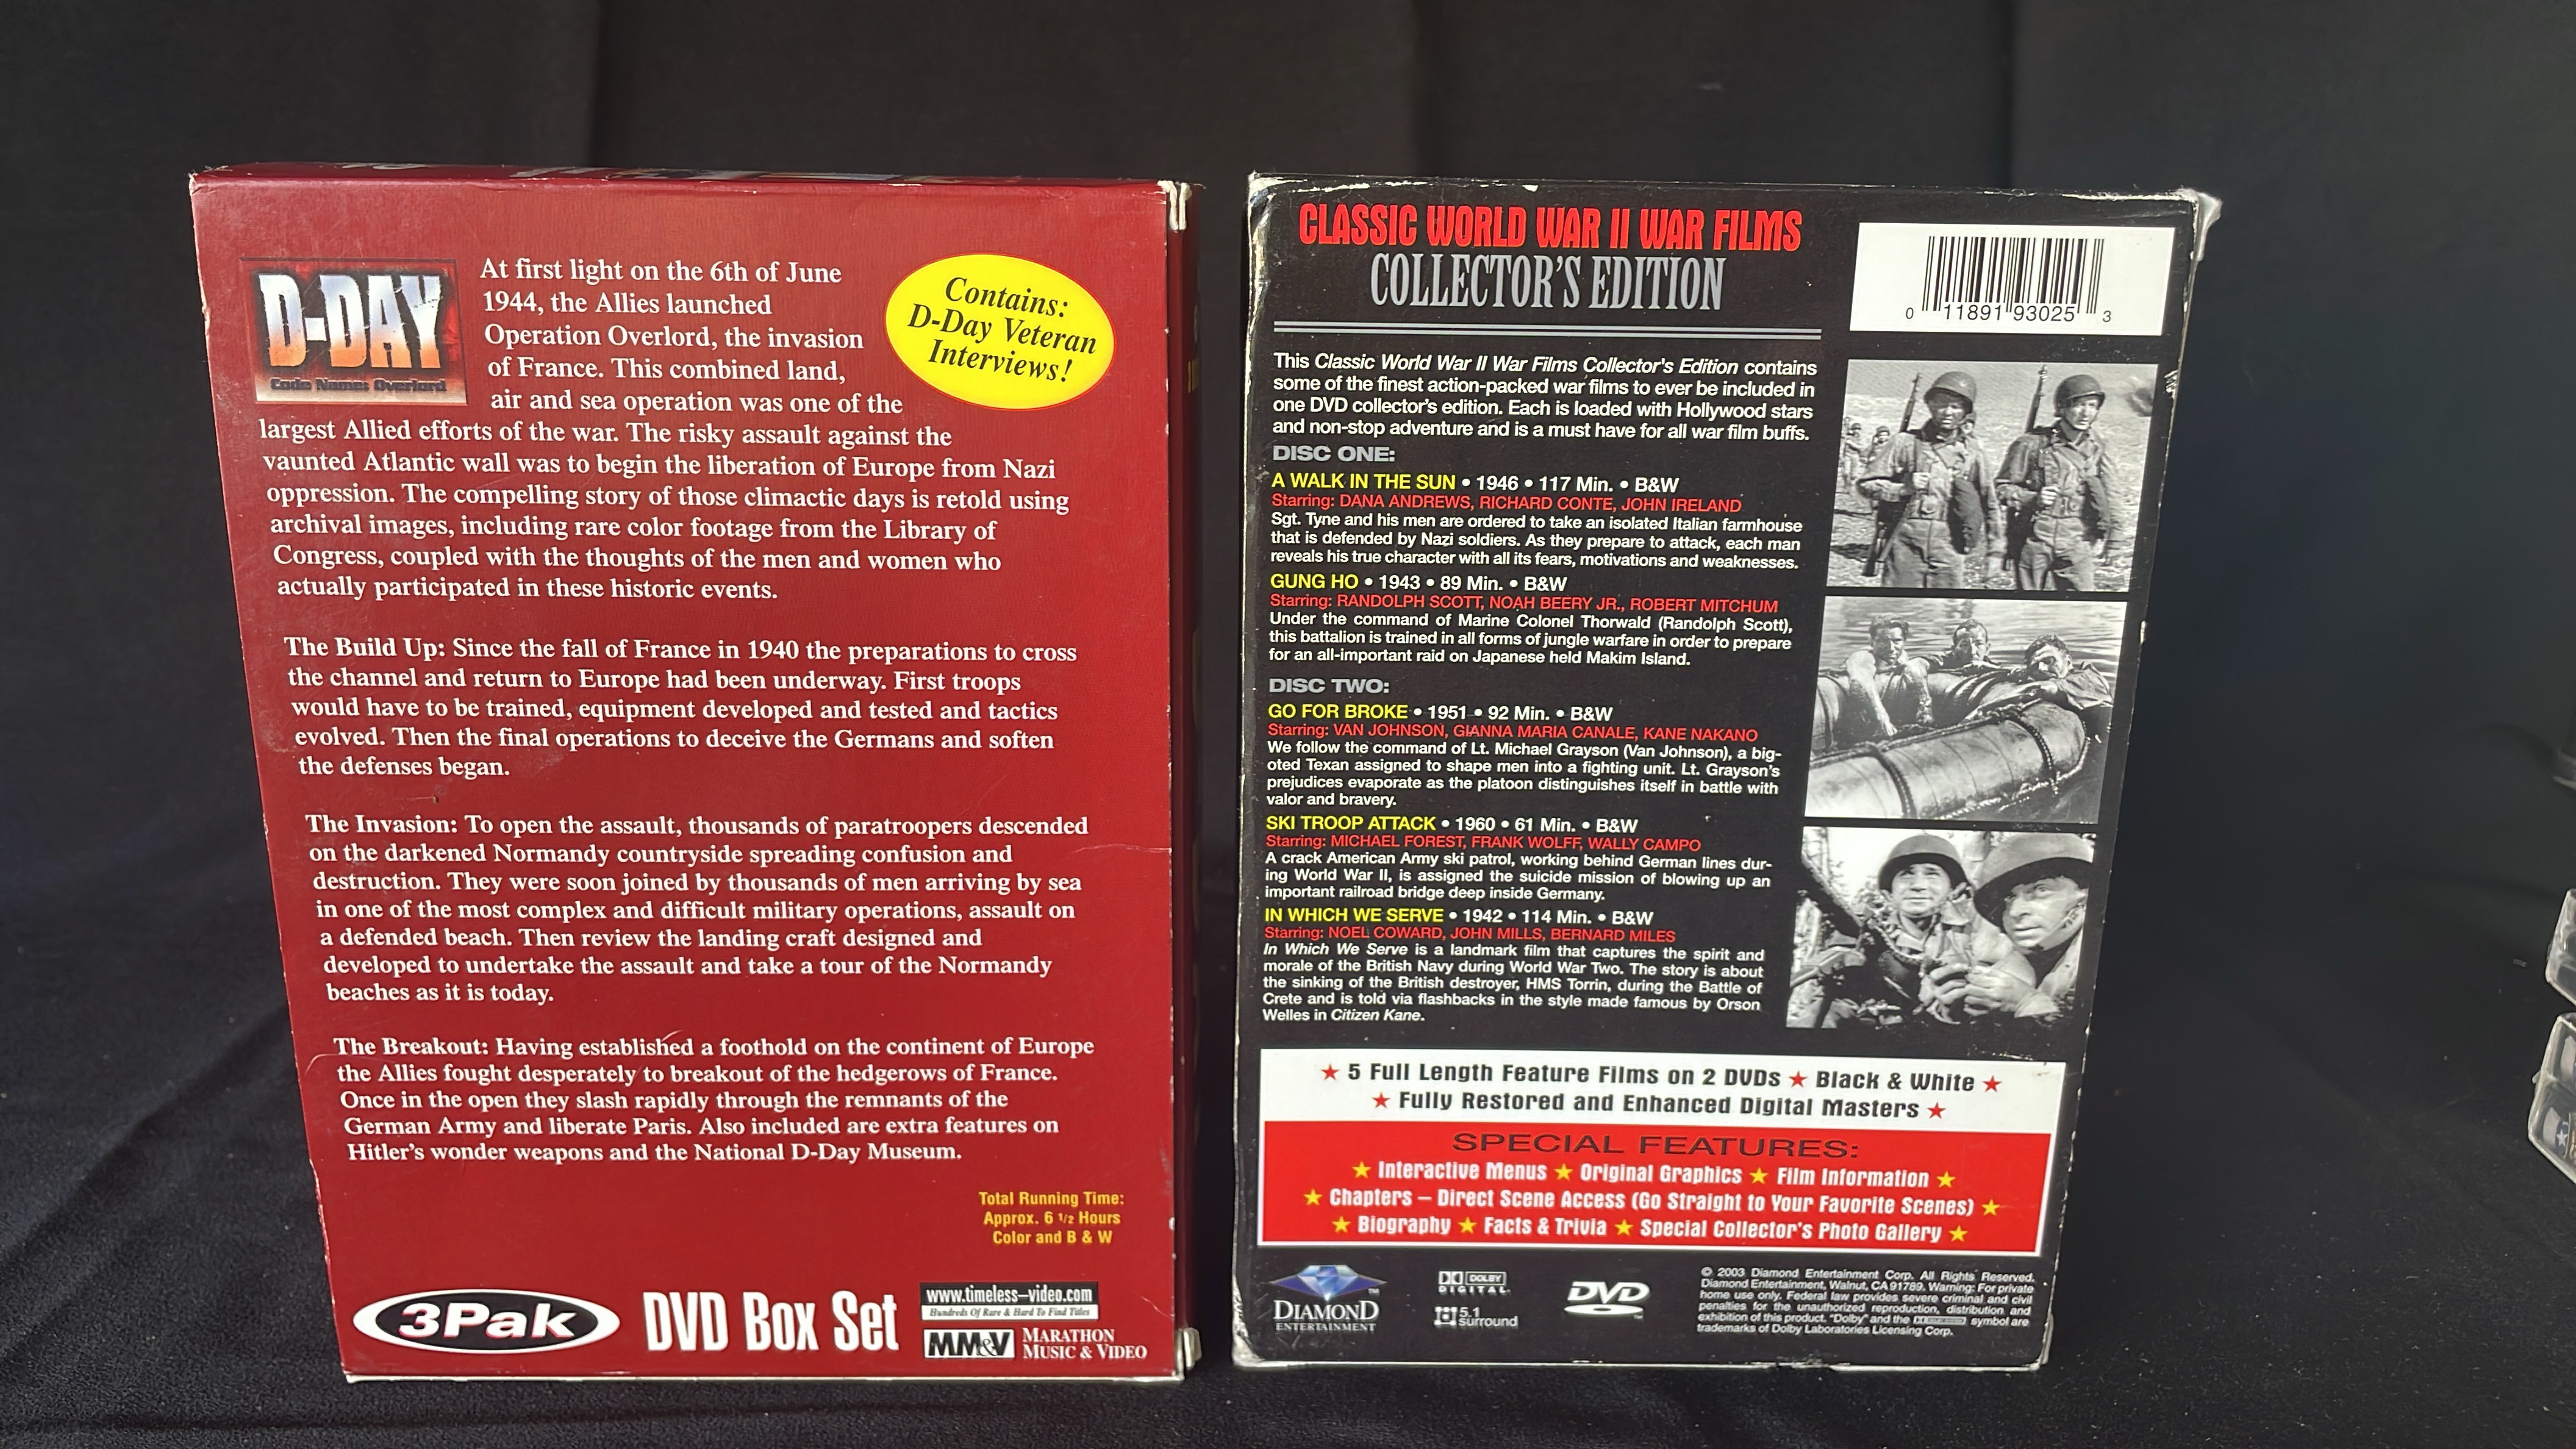 D-DAY
Code Name: Overlord
At first light on the 6th of June
1944, the Allies launched
Operation Overlord, the invasion
of France. This combined land,
air and sea operation was one of the
largest Allied efforts of the war. The risky assault against the
vaunted Atlantic wall was to begin the liberation of Europe from Nazi
oppression. The compelling story of those climactic days is retold using
archival images, including rare color footage from the Library of
Congress, coupled with the thoughts of the men and women who
actually participated in these historic events.
Contains:
D-Day Veteran
Interviews!
The Build Up: Since the fall of France in 1940 the preparations to cross
the channel and return to Europe had been underway. First troops
would have to be trained, equipment developed and tested and tactics
evolved. Then the final operations to deceive the Germans and soften
the defenses began.
The Invasion: To open the assault, thousands of paratroopers descended
on the darkened Normandy countryside spreading confusion and
destruction. They were soon joined by thousands of men arriving by sea
in one of the most complex and difficult military operations, assault on
a defended beach. Then review the landing craft designed and
developed to undertake the assault and take a tour of the Normandy
beaches as it is today.
The Breakout: Having established a foothold on the continent of Europe
the Allies fought desperately to breakout of the hedgerows of France.
Once in the open they slash rapidly through the remnants of the
German Army and liberate Paris. Also included are extra features on
Hitler's wonder weapons and the National D-Day Museum.
Total Running Time:
Approx. 6 1/2 Hours
Color and B & W
3Pak
DVD Box Set
www.timeless-video.com
Hundreds Of Rare & Hard To Find Titles
MM&V
MARATHON
MUSIC & VIDEO
CLASSIC WORLD WAR II WAR FILMS
COLLECTOR'S EDITION
0 11891 93025 3
This Classic World War II War Films Collector's Edition contains
some of the finest action-packed war films to ever be included in
one DVD collector's edition. Each is loaded with Hollywood stars
and non-stop adventure and is a must have for all war film buffs.
DISC ONE:
A WALK IN THE SUN • 1946 • 117 Min. • B&W
Starring: DANA ANDREWS, RICHARD CONTE, JOHN IRELAND
Sgt. Tyne and his men are ordered to take an isolated Italian farmhouse
that is defended by Nazi soldiers. As they prepare to attack, each man
reveals his true character with all its fears, motivations and weaknesses.
GUNG HO • 1943 • 89 Min. • B&W
Starring: RANDOLPH SCOTT, NOAH BEERY JR., ROBERT MITCHUM
Under the command of Marine Colonel Thorwald (Randolph Scott),
this battalion is trained in all forms of jungle warfare in order to prepare
for an all-important raid on Japanese held Makim Island.
DISC TWO:
GO FOR BROKE • 1951 • 92 Min. • B&W
Starring: VAN JOHNSON, GIANNA MARIA CANALE, KANE NAKANO
We follow the command of Lt. Michael Grayson (Van Johnson), a big-
oted Texan assigned to shape men into a fighting unit. Lt. Grayson's
prejudices evaporate as the platoon distinguishes itself in battle with
valor and bravery.
SKI TROOP ATTACK • 1960 • 61 Min. • B&W
Starring: MICHAEL FOREST, FRANK WOLFF, WALLY CAMPO
A crack American Army ski patrol, working behind German lines dur-
ing World War II, is assigned the suicide mission of blowing up an
important railroad bridge deep inside Germany.
IN WHICH WE SERVE • 1942 • 114 Min. • B&W
Starring: NOEL COWARD, JOHN MILLS, BERNARD MILES
In Which We Serve is a landmark film that captures the spirit and
morale of the British Navy during World War Two. The story is about
the sinking of the British destroyer, HMS Torrin, during the Battle of
Crete and is told via flashbacks in the style made famous by Orson
Welles in Citizen Kane.
★ 5 Full Length Feature Films on 2 DVDs ★ Black & White ★
★ Fully Restored and Enhanced Digital Masters ★
SPECIAL FEATURES:
★ Interactive Menus ★ Original Graphics ★ Film Information ★
★ Chapters – Direct Scene Access (Go Straight to Your Favorite Scenes) ★
★ Biography ★ Facts & Trivia ★ Special Collector's Photo Gallery ★
DIAMOND™
ENTERTAINMENT
DOLBY
DIGITAL
5.1
surround
DVD™
© 2003 Diamond Entertainment Corp. All Rights Reserved.
Diamond Entertainment, Walnut, CA 91789. Warning: For private
home use only. Federal law provides severe criminal and civil
penalties for the unauthorized reproduction, distribution and
exhibition of this product. "Dolby" and the symbol are
trademarks of Dolby Laboratories Licensing Corp.